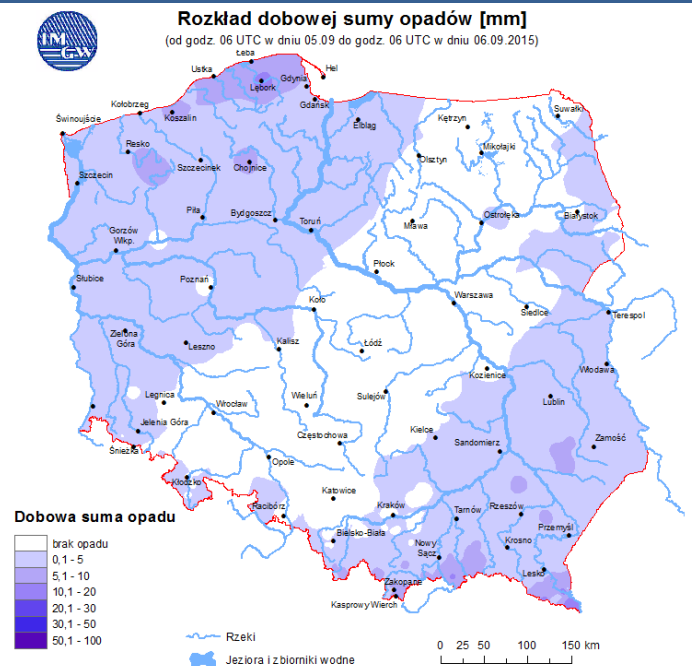 Rozkład dobowej sumy opadów [mm]
(od godz. 06 UTC w dniu 05.09 do godz. 06 UTC w dniu 06.09.2015)
IM
GW
Łeba
Hel
Ustka
Gdynia
Lębork
Gdańsk
Kołobrzeg
Koszalin
Świnoujście
Elbląg
Kętrzyn
Suwałki
Resko
Mikołajki
Szczecinek
Chojnice
Olsztyn
Szczecin
Piła
Bydgoszcz
Ostrołęka
Białystok
Toruń
Mława
Gorzów
Wlkp.
Płock
Słubice
Poznań
Koło
Warszawa
Siedlce
Terespol
Zielona
Góra
Leszno
Kalisz
Łódź
Kozienice
Włodawa
Legnica
Wrocław
Wieluń
Sulejów
Lublin
Jelenia Góra
Kielce
Częstochowa
Sandomierz
Zamość
Śnieżka
Opole
Kłodzko
Katowice
Racibórz
Kraków
Tarnów
Rzeszów
Bielsko-Biała
Przemyśl
Nowy
Sącz
Krosno
Lesko
Zakopane
Kasprowy Wierch
Dobowa suma opadu
brak opadu
0,1 - 5
5,1 - 10
10,1 - 20
20,1 - 30
30,1 - 50
50,1 - 100
Rzeki
Jeziora i zbiorniki wodne
0 25 50 100 150 km